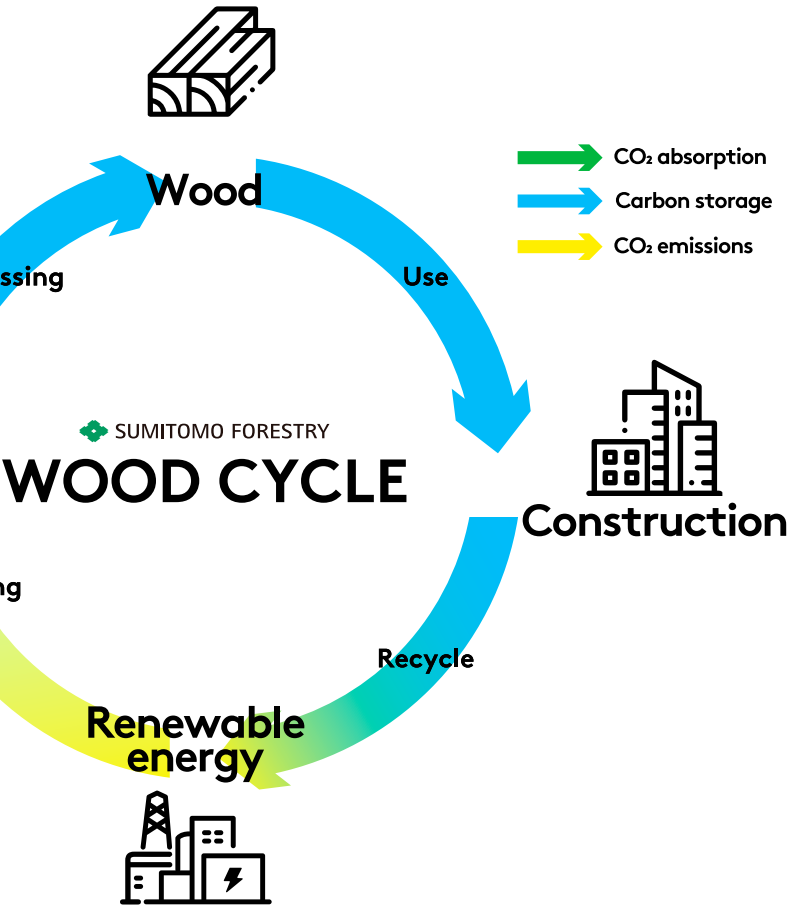 Wood
CO₂ absorption
Carbon storage
CO₂ emissions
ssing
Use
SUMITOMO FORESTRY
WOOD CYCLE
Construction
ng
Recycle
Renewable
energy